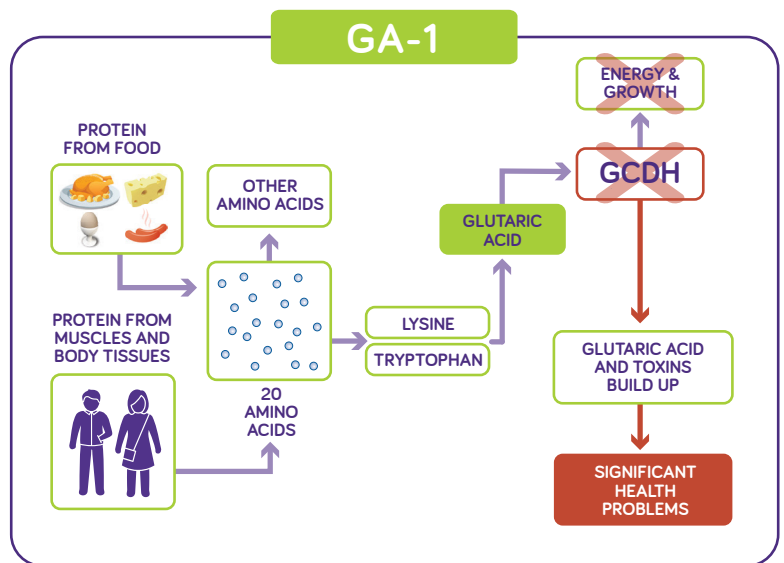 GA-1
PROTEIN
FROM FOOD
OTHER
AMINO ACIDS
PROTEIN FROM
MUSCLES AND
BODY TISSUES
20
AMINO
ACIDS
LYSINE
TRYPTOPHAN
GLUTARIC
ACID
ENERGY &
GROWTH
GCDH
GLUTARIC ACID
AND TOXINS
BUILD UP
SIGNIFICANT
HEALTH
PROBLEMS